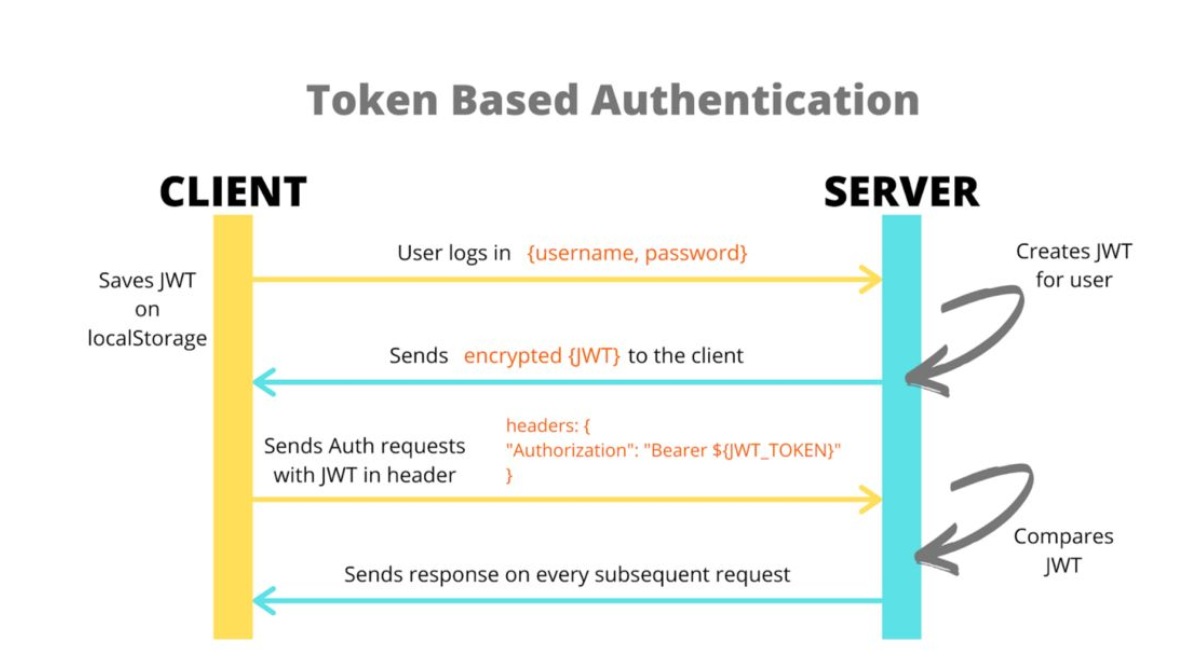 Token Based Authentication
CLIENT
SERVER
User logs in {username, password}
Creates JWT
for user
Saves JWT
on
localStorage
Sends encrypted {JWT} to the client
Sends Auth requests
with JWT in header
headers: {
"Authorization": "Bearer ${JWT_TOKEN}"
}
Compares
JWT
Sends response on every subsequent request